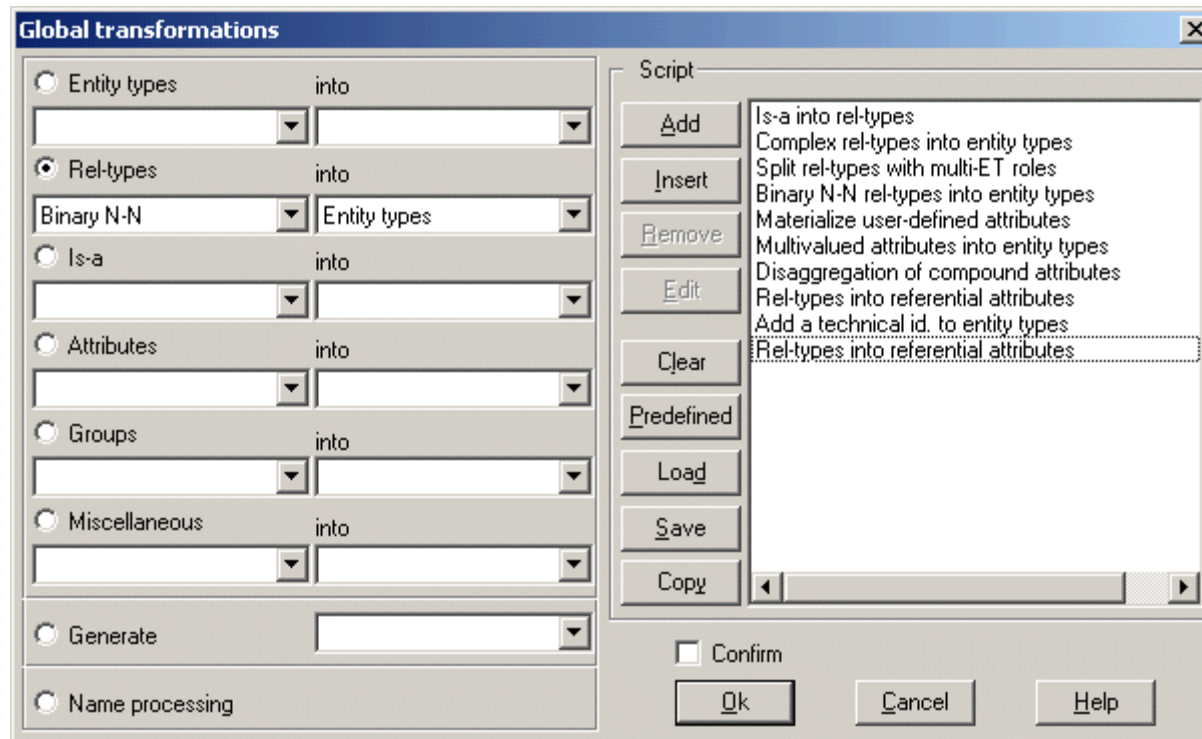 Global transformations
Entity types into
Rel-types into
Binary N-N Entity types
Is-a into
Attributes into
Groups into
Miscellaneous into
Generate
Name processing
Script
Add
Insert
Remove
Edit
Clear
Predefined
Load
Save
Copy
Is-a into rel-types
Complex rel-types into entity types
Split rel-types with multi-ET roles
Binary N-N rel-types into entity types
Materialize user-defined attributes
Multivalued attributes into entity types
Disaggregation of compound attributes
Rel-types into referential attributes
Add a technical id. to entity types
Rel-types into referential attributes
Confirm
Ok Cancel Help